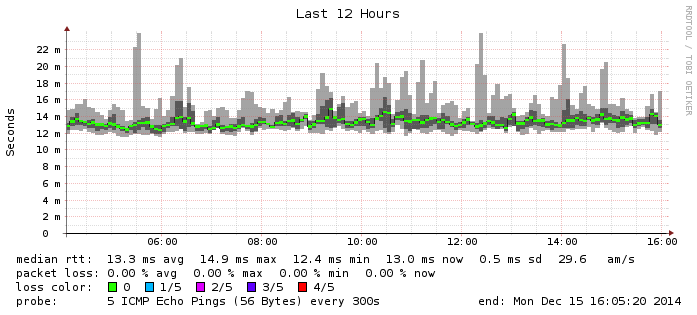 Last 12 Hours
RRDTOOL / TOBI OETIKER
Seconds
22 m
20 m
18 m
16 m
14 m
12 m
10 m
8 m
6 m
4 m
2 m
0
06:00 08:00 10:00 12:00 14:00 16:00
median rtt: 13.3 ms avg 14.9 ms max 12.4 ms min 13.0 ms now 0.5 ms sd 29.6 am/s
packet loss: 0.00 % avg 0.00 % max 0.00 % min 0.00 % now
loss color: 0 1/5 2/5 3/5 4/5
probe: 5 ICMP Echo Pings (56 Bytes) every 300s end: Mon Dec 15 16:05:20 2014